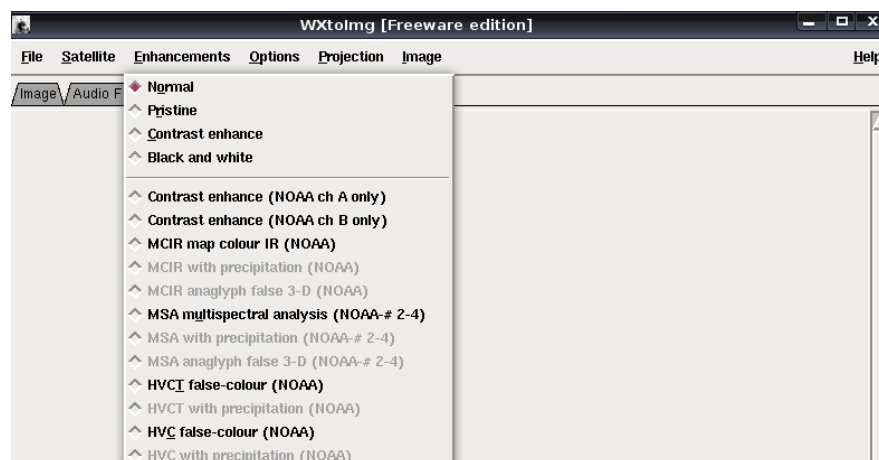 WXtoImg [Freeware edition]
File Satellite Enhancements Options Projection Image Help
Image Audio F
Normal
Pristine
Contrast enhance
Black and white
Contrast enhance (NOAA ch A only)
Contrast enhance (NOAA ch B only)
MCIR map colour IR (NOAA)
MCIR with precipitation (NOAA)
MCIR anaglyph false 3-D (NOAA)
MSA multispectral analysis (NOAA-# 2-4)
MSA with precipitation (NOAA-# 2-4)
MSA anaglyph false 3-D (NOAA-# 2-4)
HVCT false-colour (NOAA)
HVCT with precipitation (NOAA)
HVC false-colour (NOAA)
HVC with precipitation (NOAA)